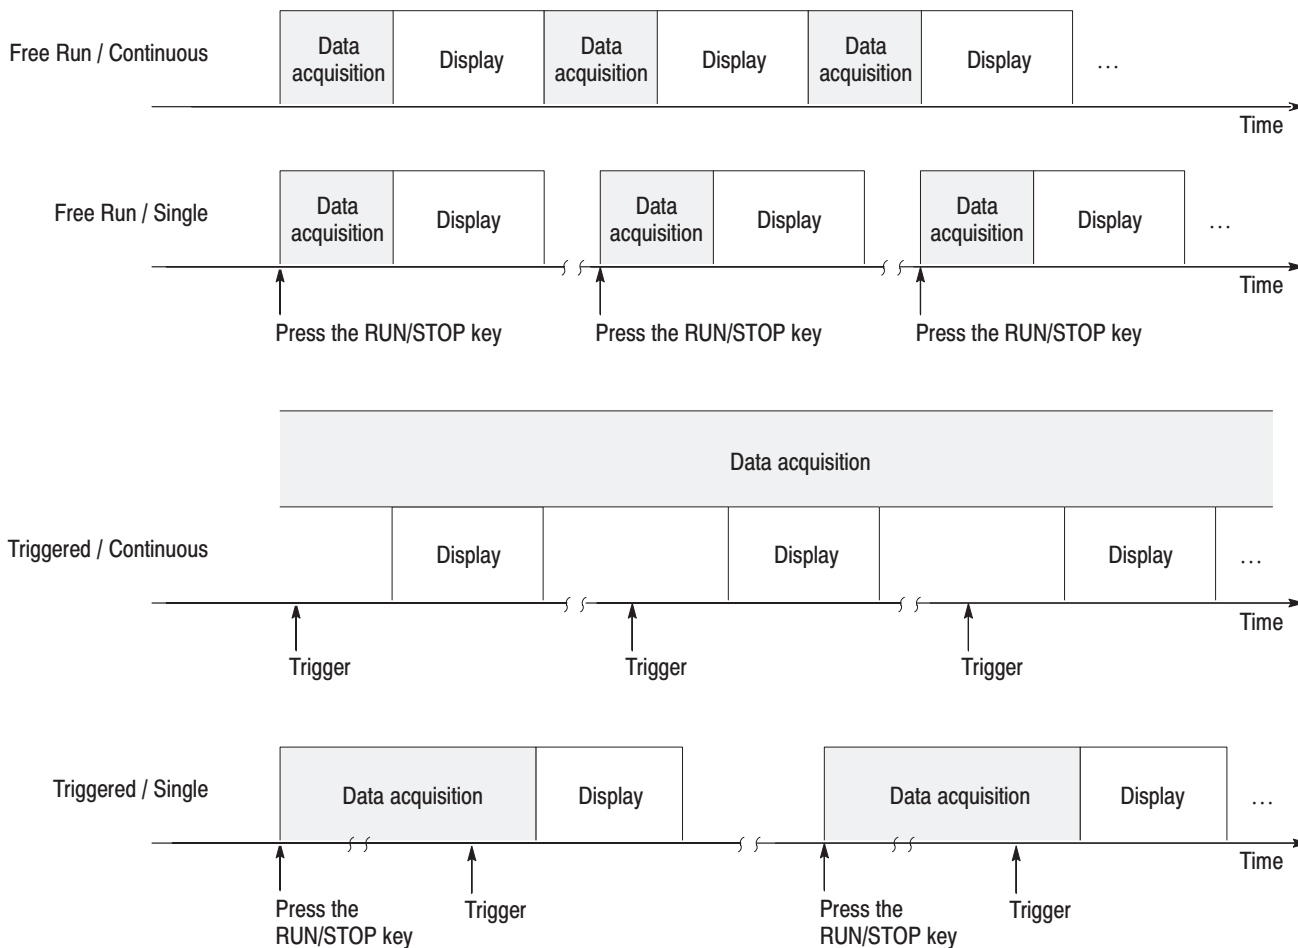 Free Run / Continuous
Data
acquisition
Display
Data
acquisition
Display
Data
acquisition
Display
...
Time
Free Run / Single
Data
acquisition
Display
Data
acquisition
Display
Data
acquisition
Display
...
Time
Press the RUN/STOP key
Press the RUN/STOP key
Press the RUN/STOP key
Data acquisition
Triggered / Continuous
Display
Display
Display
...
Time
Trigger
Trigger
Trigger
Triggered / Single
Data acquisition
Display
Data acquisition
Display
...
Time
Press the
RUN/STOP key
Trigger
Press the
RUN/STOP key
Trigger